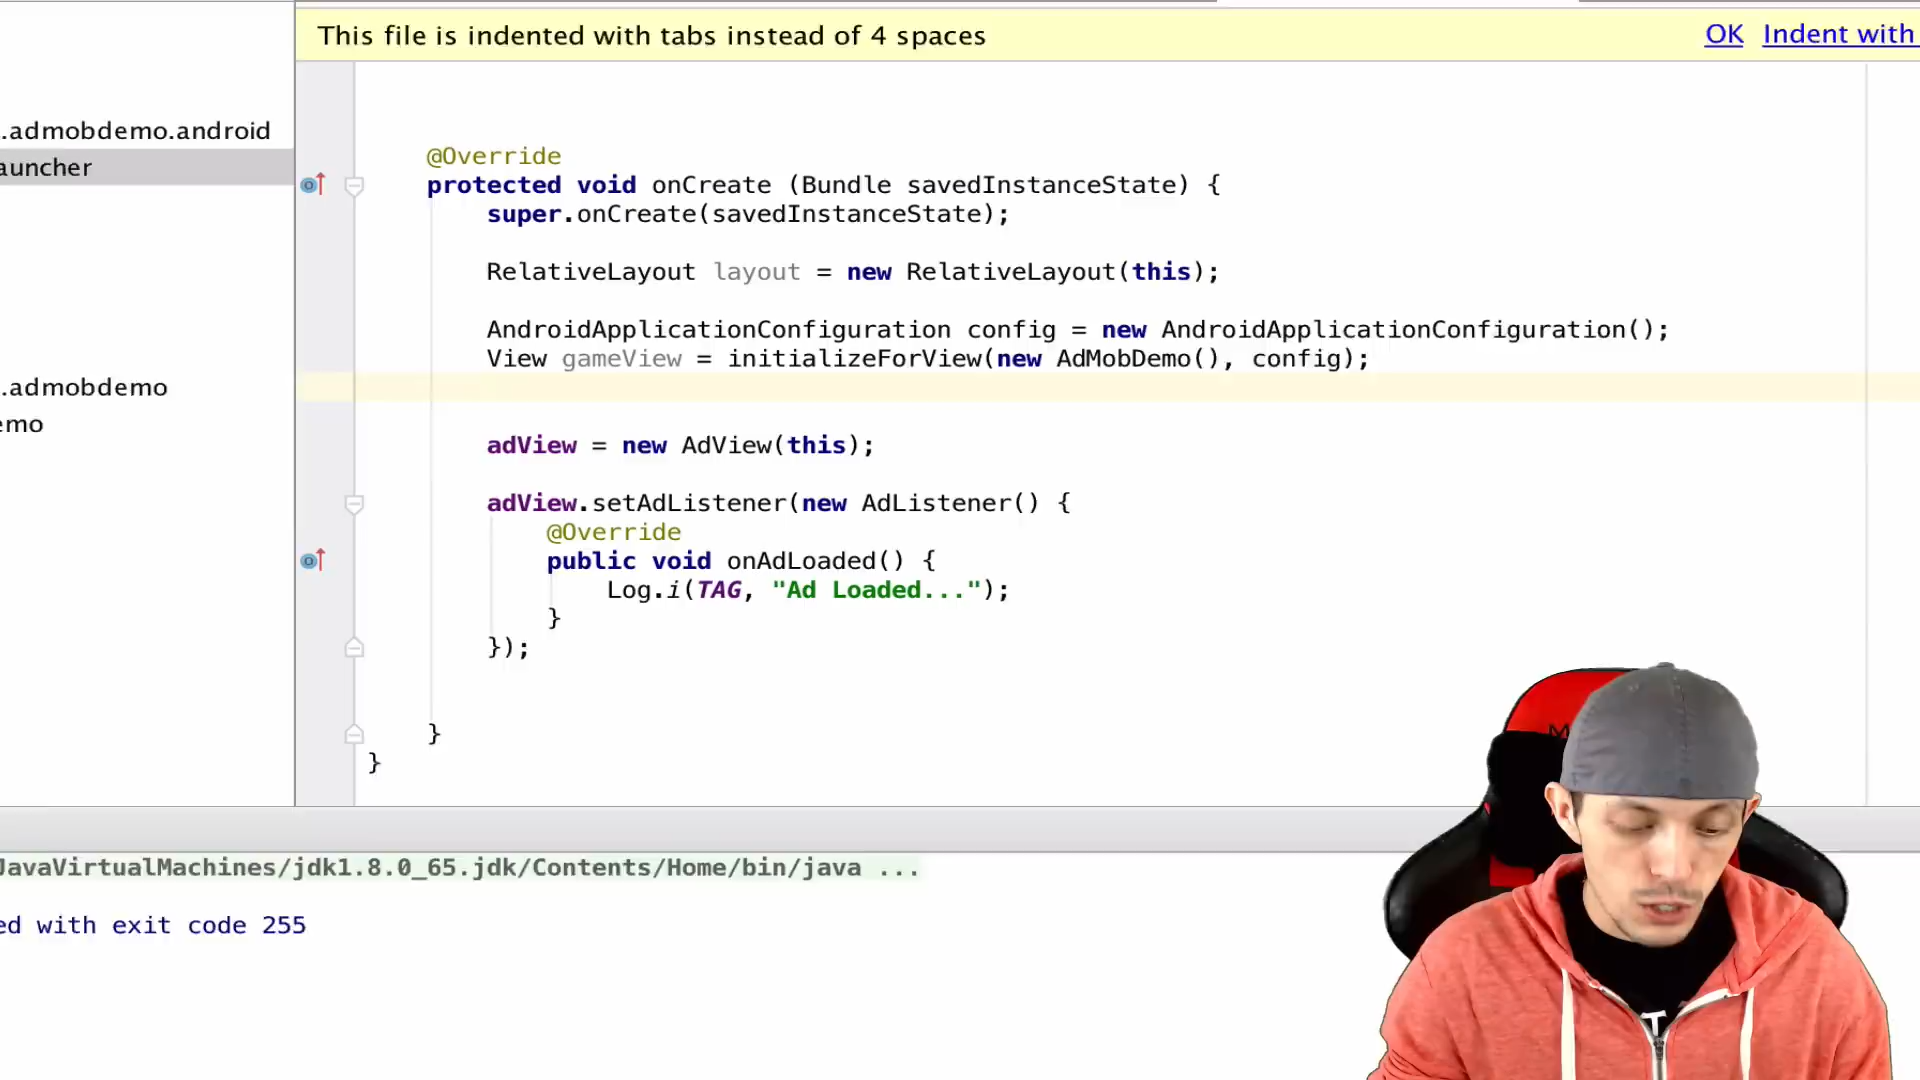 This file is indented with tabs instead of 4 spaces
OK Indent with
.admobdemo.android
auncher
.admobdemo
emo
@Override
protected void onCreate (Bundle savedInstanceState) {
super.onCreate(savedInstanceState);
RelativeLayout layout = new RelativeLayout(this);
AndroidApplicationConfiguration config = new AndroidApplicationConfiguration();
View gameView = initializeForView(new AdMobDemo(), config);
adView = new AdView(this);
adView.setAdListener(new AdListener() {
@Override
public void onAdLoaded() {
Log.i(TAG, "Ad Loaded...");
}
});
}
}
JavaVirtualMachines/jdk1.8.0_65.jdk/Contents/Home/bin/java ...
ed with exit code 255